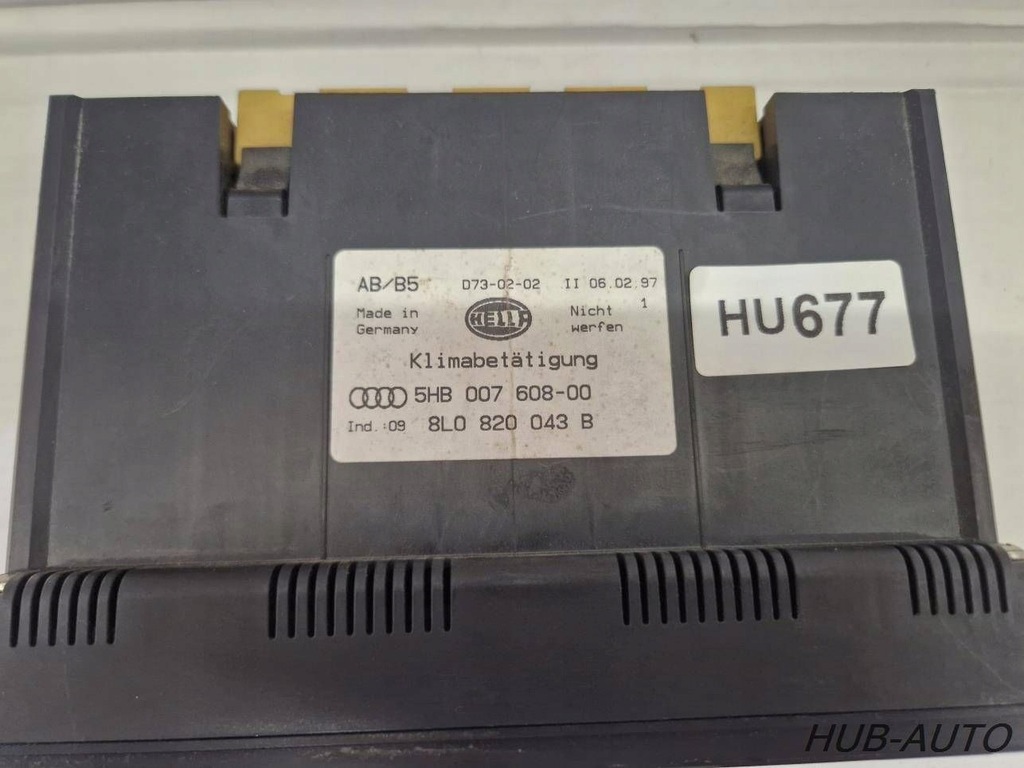 AB/B5 D73-02-02 II 06.02.97
Made in Germany
HELLA
Nicht werfen
1
Klimabetätigung
5HB 007 608-00
Ind.:09 8L0 820 043 B
HU677
HUB-AUTO